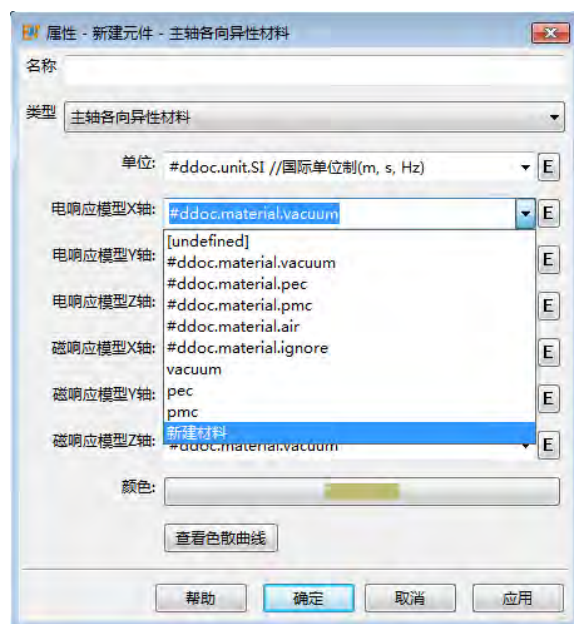 属性 - 新建元件 - 主轴各向异性材料
名称
类型 主轴各向异性材料
单位: #ddoc.unit.SI //国际单位制(m, s, Hz) E
电响应模型X轴: #ddoc.material.vacuum E
[undefined]
电响应模型Y轴: #ddoc.material.vacuum E
#ddoc.material.pec
电响应模型Z轴: #ddoc.material.pmc E
#ddoc.material.air
磁响应模型X轴: #ddoc.material.ignore E
vacuum
磁响应模型Y轴: pec E
pmc
新建材料
磁响应模型Z轴: #ddoc.material.vacuum E
颜色:
查看色散曲线
帮助 确定 取消 应用